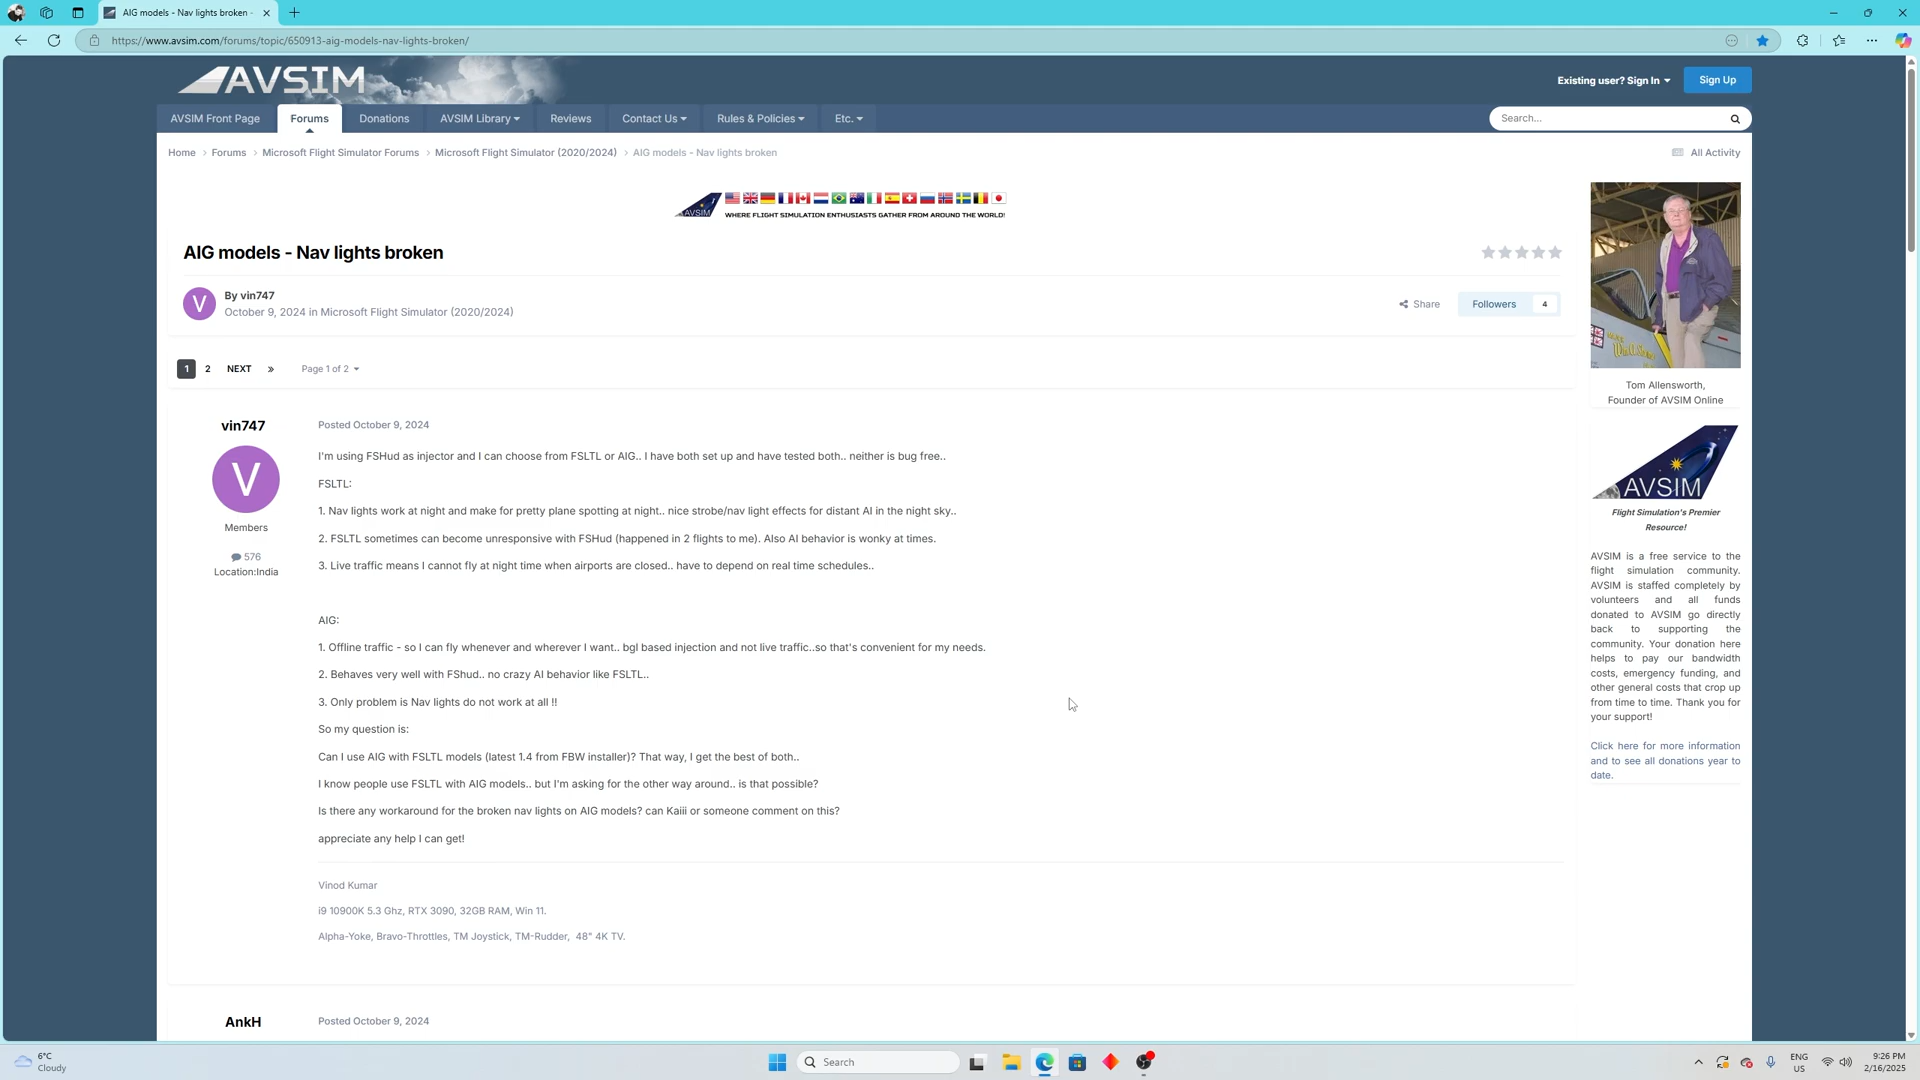 AIG models - Nav lights broken -
https://www.avsim.com/forums/topic/650913-aig-models-nav-lights-broken/
AVSIM
Existing user? Sign In
Sign Up
AVSIM Front Page
Forums
Donations
AVSIM Library
Reviews
Contact Us
Rules & Policies
Etc.
Search...
Home > Forums > Microsoft Flight Simulator Forums > Microsoft Flight Simulator (2020/2024) > AIG models - Nav lights broken
All Activity
AVSIM
WHERE FLIGHT SIMULATION ENTHUSIASTS GATHER FROM AROUND THE WORLD!
AIG models - Nav lights broken
V
By vin747
October 9, 2024 in Microsoft Flight Simulator (2020/2024)
Share
Followers 4
1 2 NEXT » Page 1 of 2
vin747
V
Members
576
Location:India
Posted October 9, 2024
I'm using FSHud as injector and I can choose from FSLTL or AIG.. I have both set up and have tested both.. neither is bug free..
FSLTL:
1. Nav lights work at night and make for pretty plane spotting at night.. nice strobe/nav light effects for distant AI in the night sky..
2. FSLTL sometimes can become unresponsive with FSHud (happened in 2 flights to me). Also AI behavior is wonky at times.
3. Live traffic means I cannot fly at night time when airports are closed.. have to depend on real time schedules..
AIG:
1. Offline traffic - so I can fly whenever and wherever I want.. bgl based injection and not live traffic..so that's convenient for my needs.
2. Behaves very well with FShud.. no crazy AI behavior like FSLTL..
3. Only problem is Nav lights do not work at all !!
So my question is:
Can I use AIG with FSLTL models (latest 1.4 from FBW installer)? That way, I get the best of both..
I know people use FSLTL with AIG models.. but I'm asking for the other way around.. is that possible?
Is there any workaround for the broken nav lights on AIG models? can Kaiii or someone comment on this?
appreciate any help I can get!
Vinod Kumar
i9 10900K 5.3 Ghz, RTX 3090, 32GB RAM, Win 11.
Alpha-Yoke, Bravo-Throttles, TM Joystick, TM-Rudder, 48" 4K TV.
AnkH
Posted October 9, 2024
Tom Allensworth,
Founder of AVSIM Online
AVSIM
Flight Simulation's Premier
Resource!
AVSIM is a free service to the
flight simulation community.
AVSIM is staffed completely by
volunteers and all funds
donated to AVSIM go directly
back to supporting the
community. Your donation here
helps to pay our bandwidth
costs, emergency funding, and
other general costs that crop up
from time to time. Thank you for
your support!
Click here for more information
and to see all donations year to
date.
6°C
Cloudy
Search
ENG
US
9:26 PM
2/16/2025